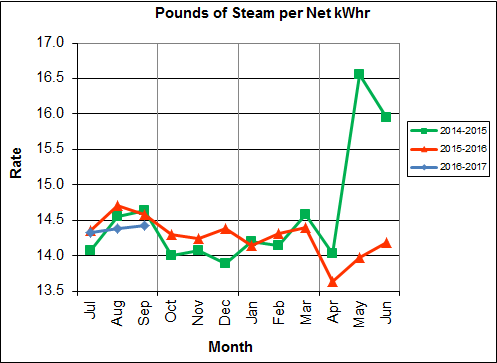 Pounds of Steam per Net kWhr
17.0
16.5
16.0
15.5
15.0
14.5
14.0
13.5
Rate
Jul
Aug
Sep
Oct
Nov
Dec
Jan
Feb
Mar
Apr
May
Jun
Month
2014-2015
2015-2016
2016-2017